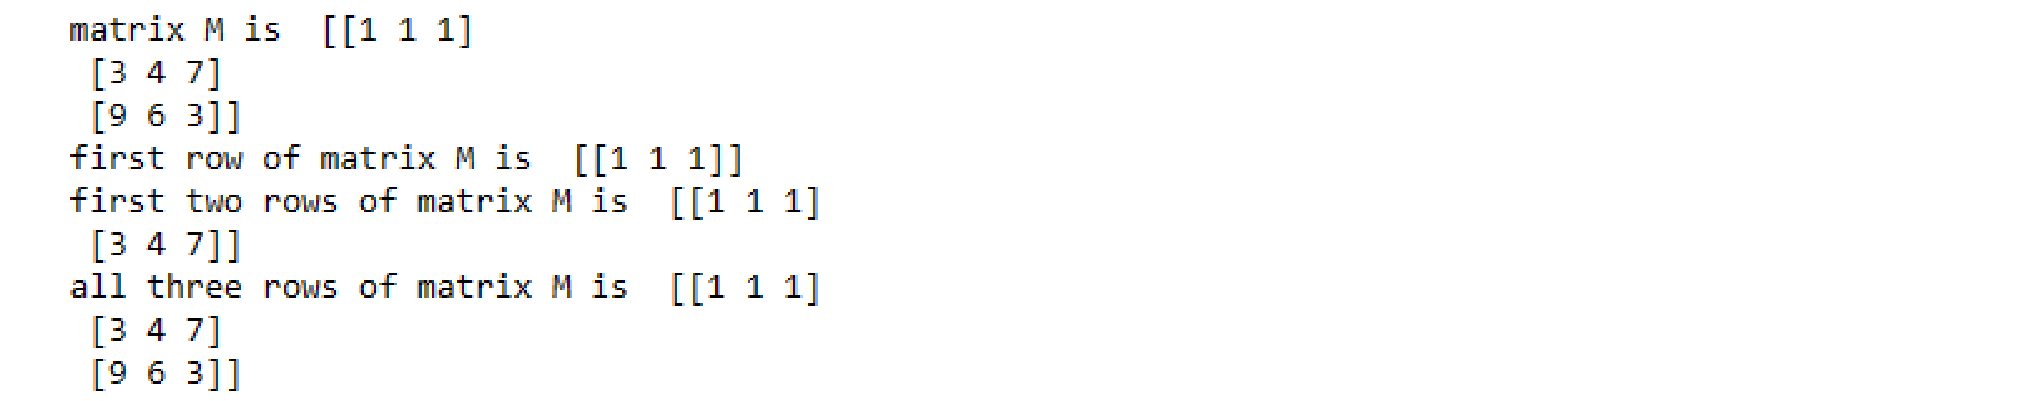 matrix M is  [[1 1 1]
 [3 4 7]
 [9 6 3]]
first row of matrix M is  [[1 1 1]]
first two rows of matrix M is  [[1 1 1]
 [3 4 7]]
all three rows of matrix M is  [[1 1 1]
 [3 4 7]
 [9 6 3]]